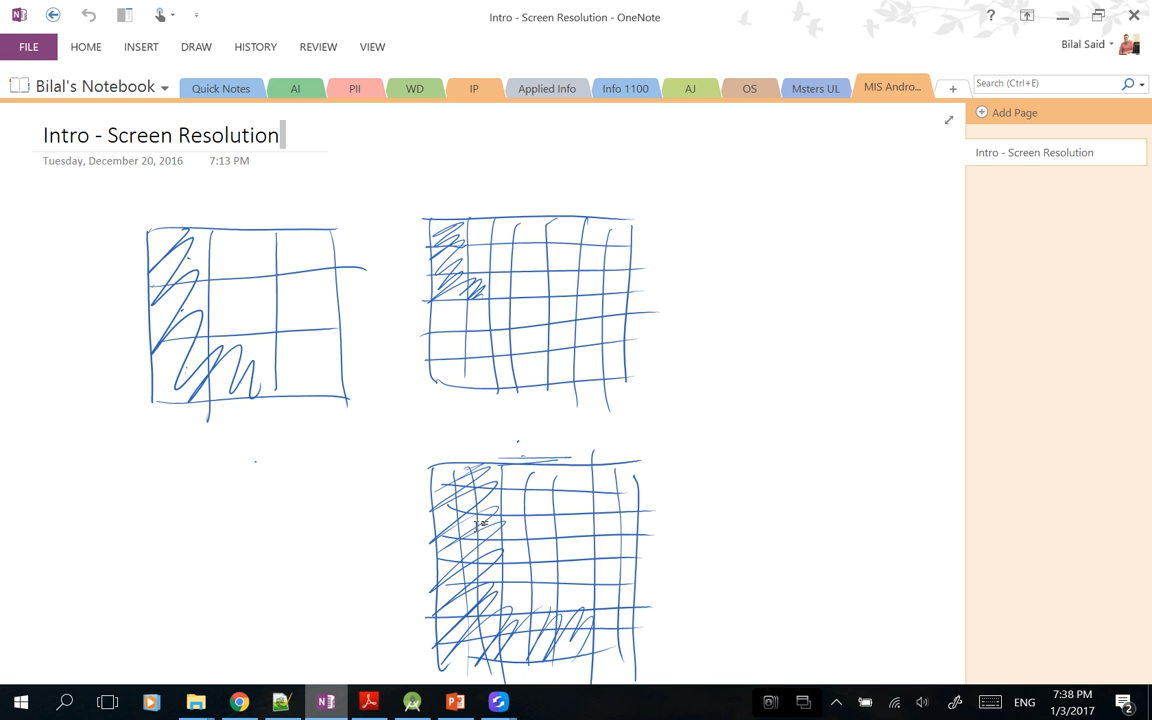 Intro - Screen Resolution - OneNote
?
FILE
HOME
INSERT
DRAW
HISTORY
REVIEW
VIEW
Bilal Said
Bilal's Notebook
Quick Notes
AI
PII
WD
IP
Applied Info
Info 1100
AJ
OS
Msters UL
MIS Andro...
Search (Ctrl+E)
Intro - Screen Resolution
Tuesday, December 20, 2016 7:13 PM
Add Page
Intro - Screen Resolution
ENG
7:38 PM
1/3/2017
2